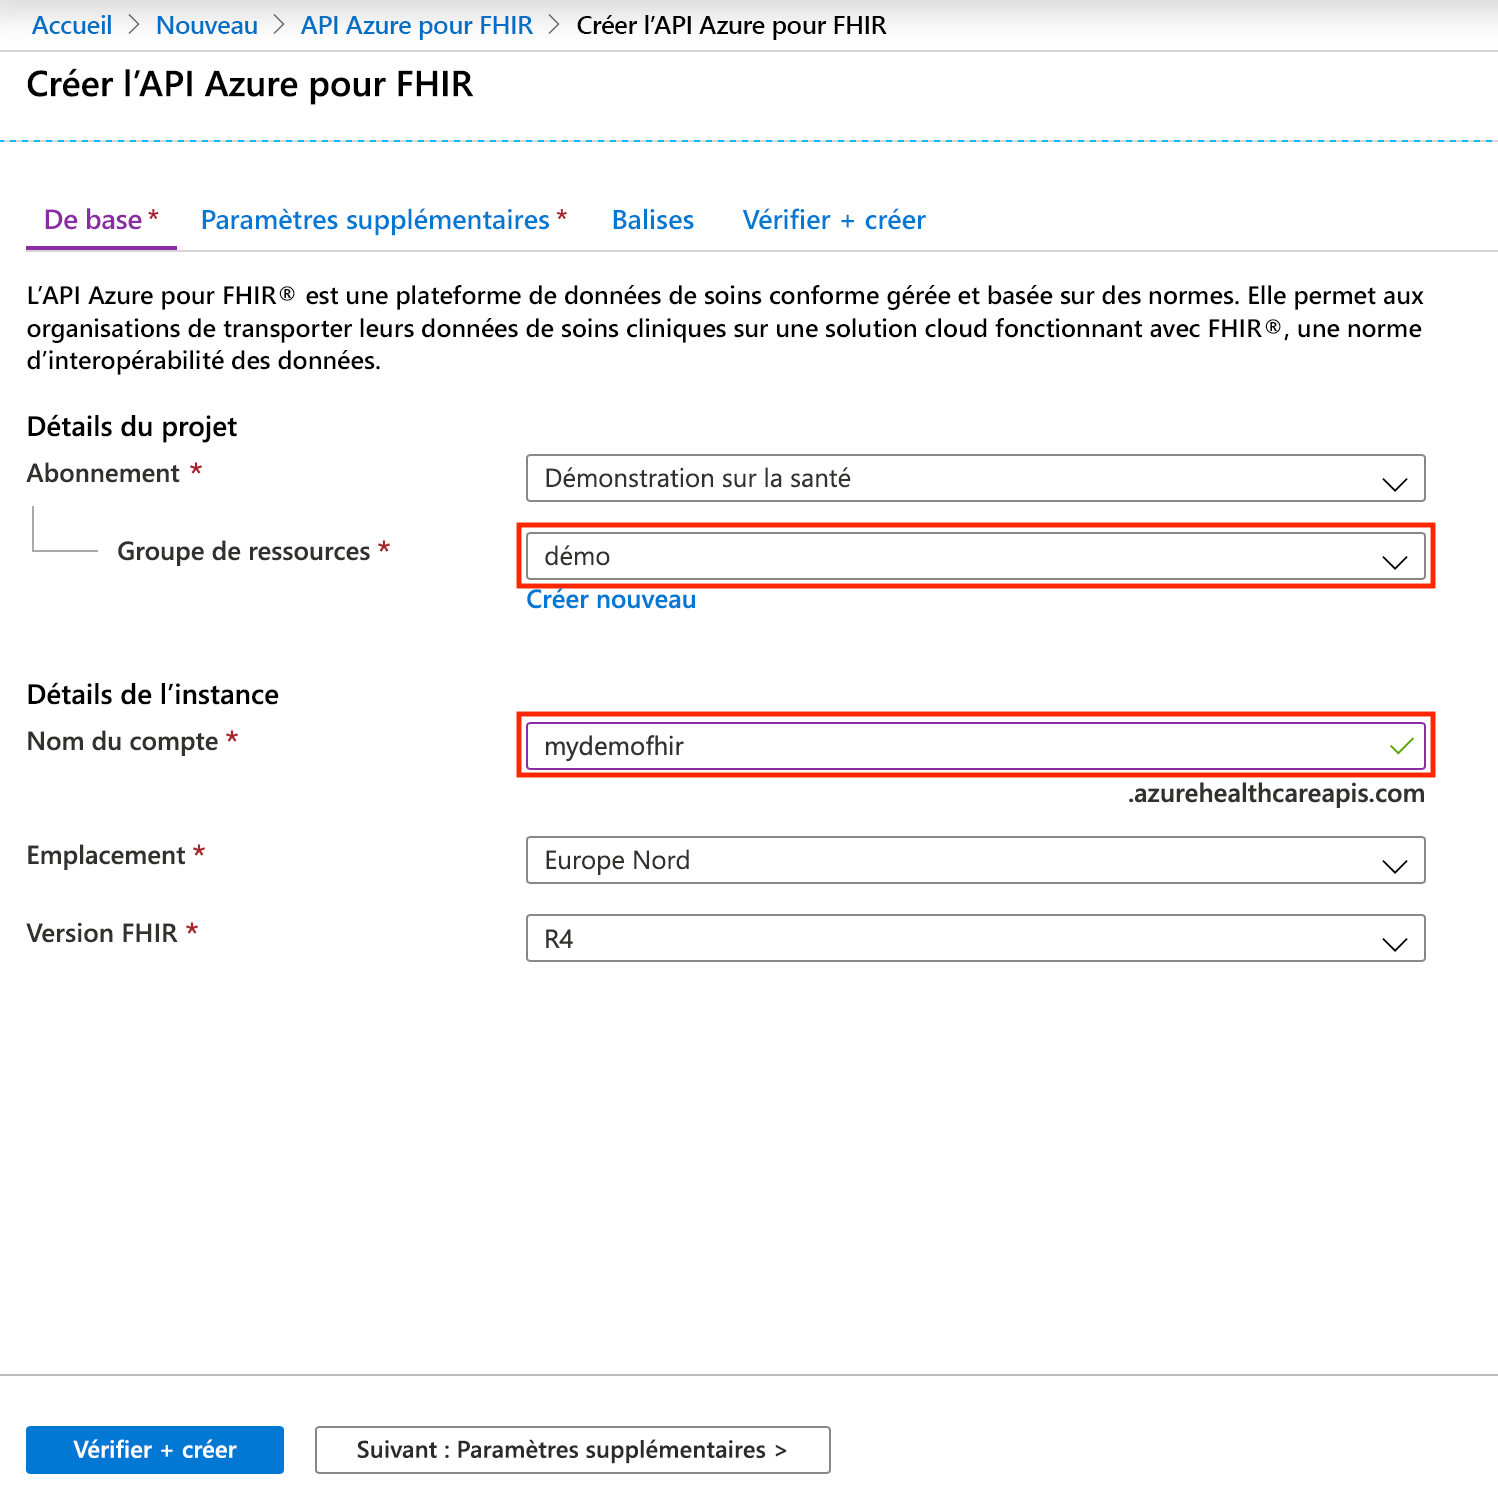 Accueil > Nouveau > API Azure pour FHIR > Créer l’API Azure pour FHIR
Créer l’API Azure pour FHIR
De base * Paramètres supplémentaires * Balises Vérifier + créer
L’API Azure pour FHIR® est une plateforme de données de soins conforme gérée et basée sur des normes. Elle permet aux
organisations de transporter leurs données de soins cliniques sur une solution cloud fonctionnant avec FHIR®, une norme
d’interopérabilité des données.
Détails du projet
Abonnement *
Démonstration sur la santé
Groupe de ressources *
démo
Créer nouveau
Détails de l’instance
Nom du compte *
mydemofhir
.azurehealthcareapis.com
Emplacement *
Europe Nord
Version FHIR *
R4
Vérifier + créer
Suivant : Paramètres supplémentaires >